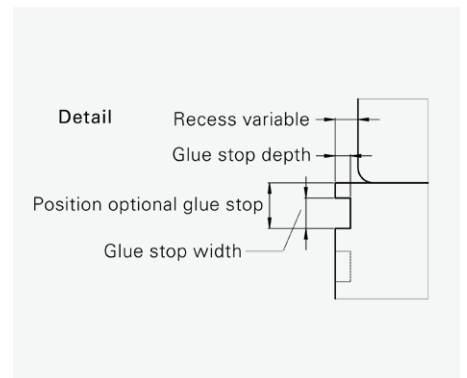 Detail
Recess variable
Glue stop depth
Position optional glue stop
Glue stop width